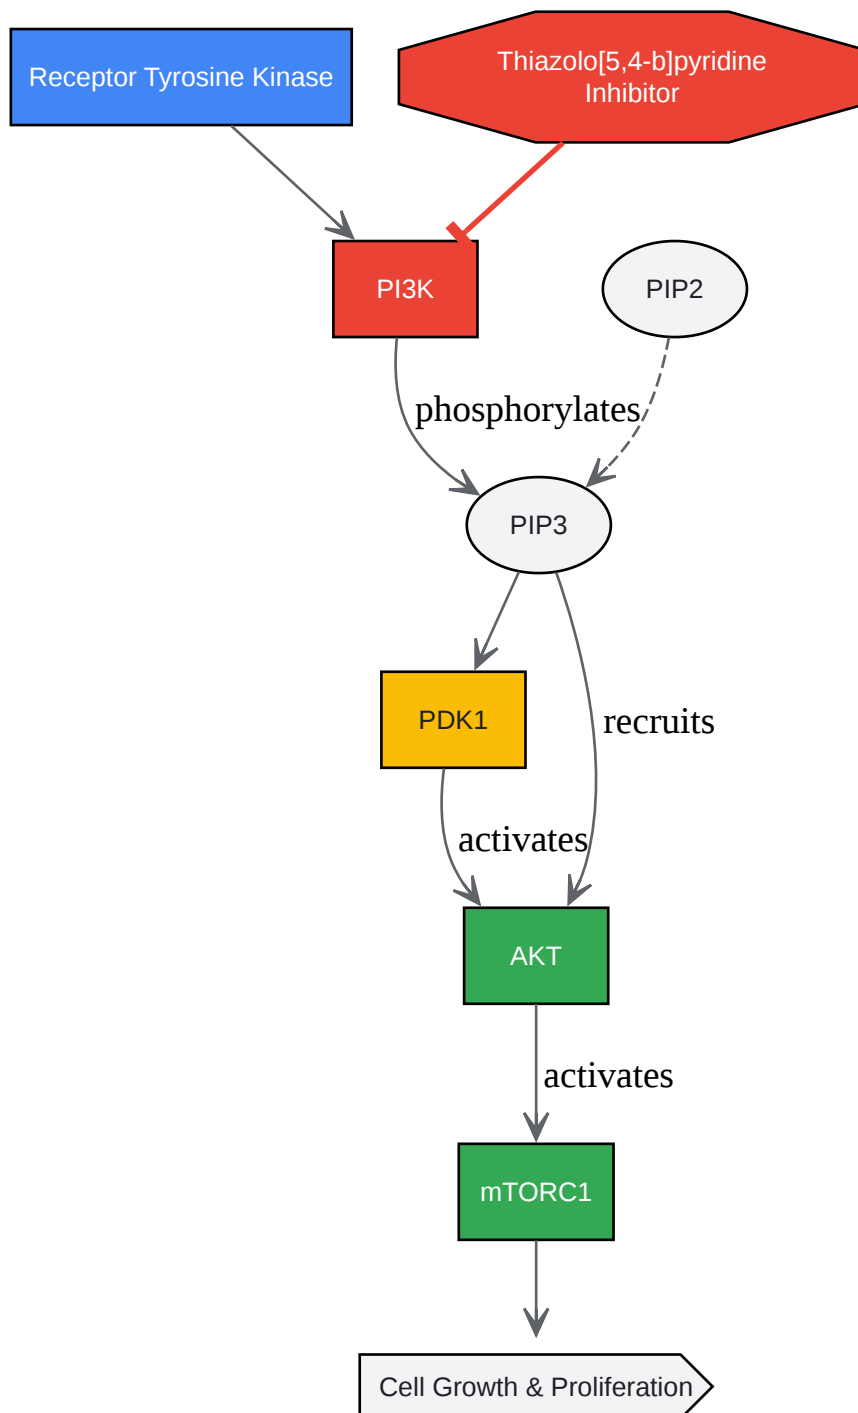 Receptor Tyrosine Kinase
Thiazolo[5,4-b]pyridine
Inhibitor
PI3K
PIP2
phosphorylates
PIP3
PDK1
recruits
activates
AKT
activates
mTORC1
Cell Growth & Proliferation